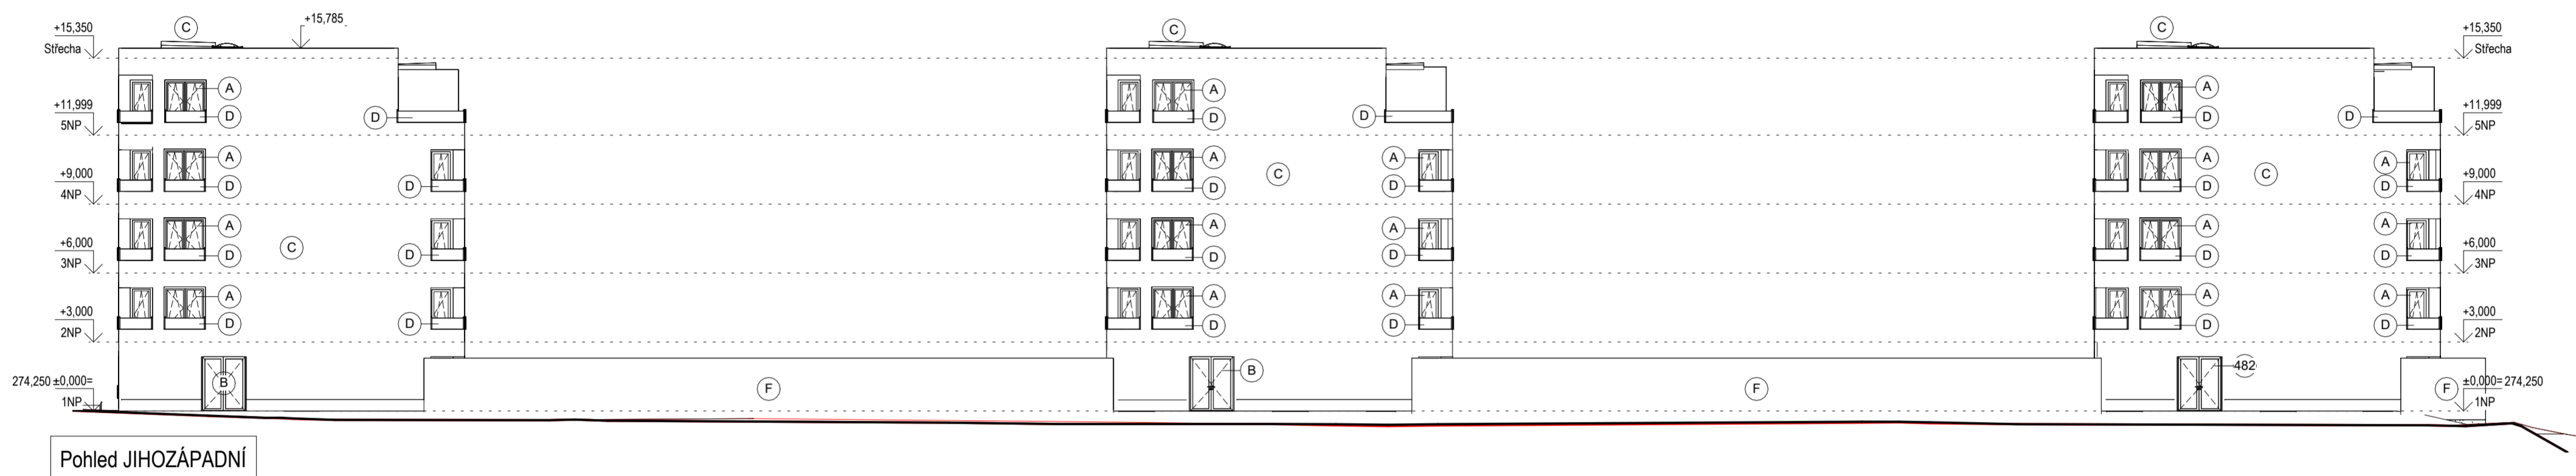 C
+15,785
C
C
+15,350
Střecha
+15,350
Střecha
A
A
A
+11,999
5NP
D
D
D
D
D
D
+11,999
5NP
A
A
A
A
A
C
C
+9,000
4NP
D
D
D
D
D
D
+9,000
4NP
A
A
A
A
A
C
+6,000
3NP
D
D
D
D
D
D
+6,000
3NP
A
A
A
A
A
+3,000
2NP
D
D
D
D
D
D
+3,000
2NP
B
B
482
274,250 ±0,000=
1NP
F
F
F
±0,000= 274,250
1NP
Pohled JIHOZÁPADNÍ